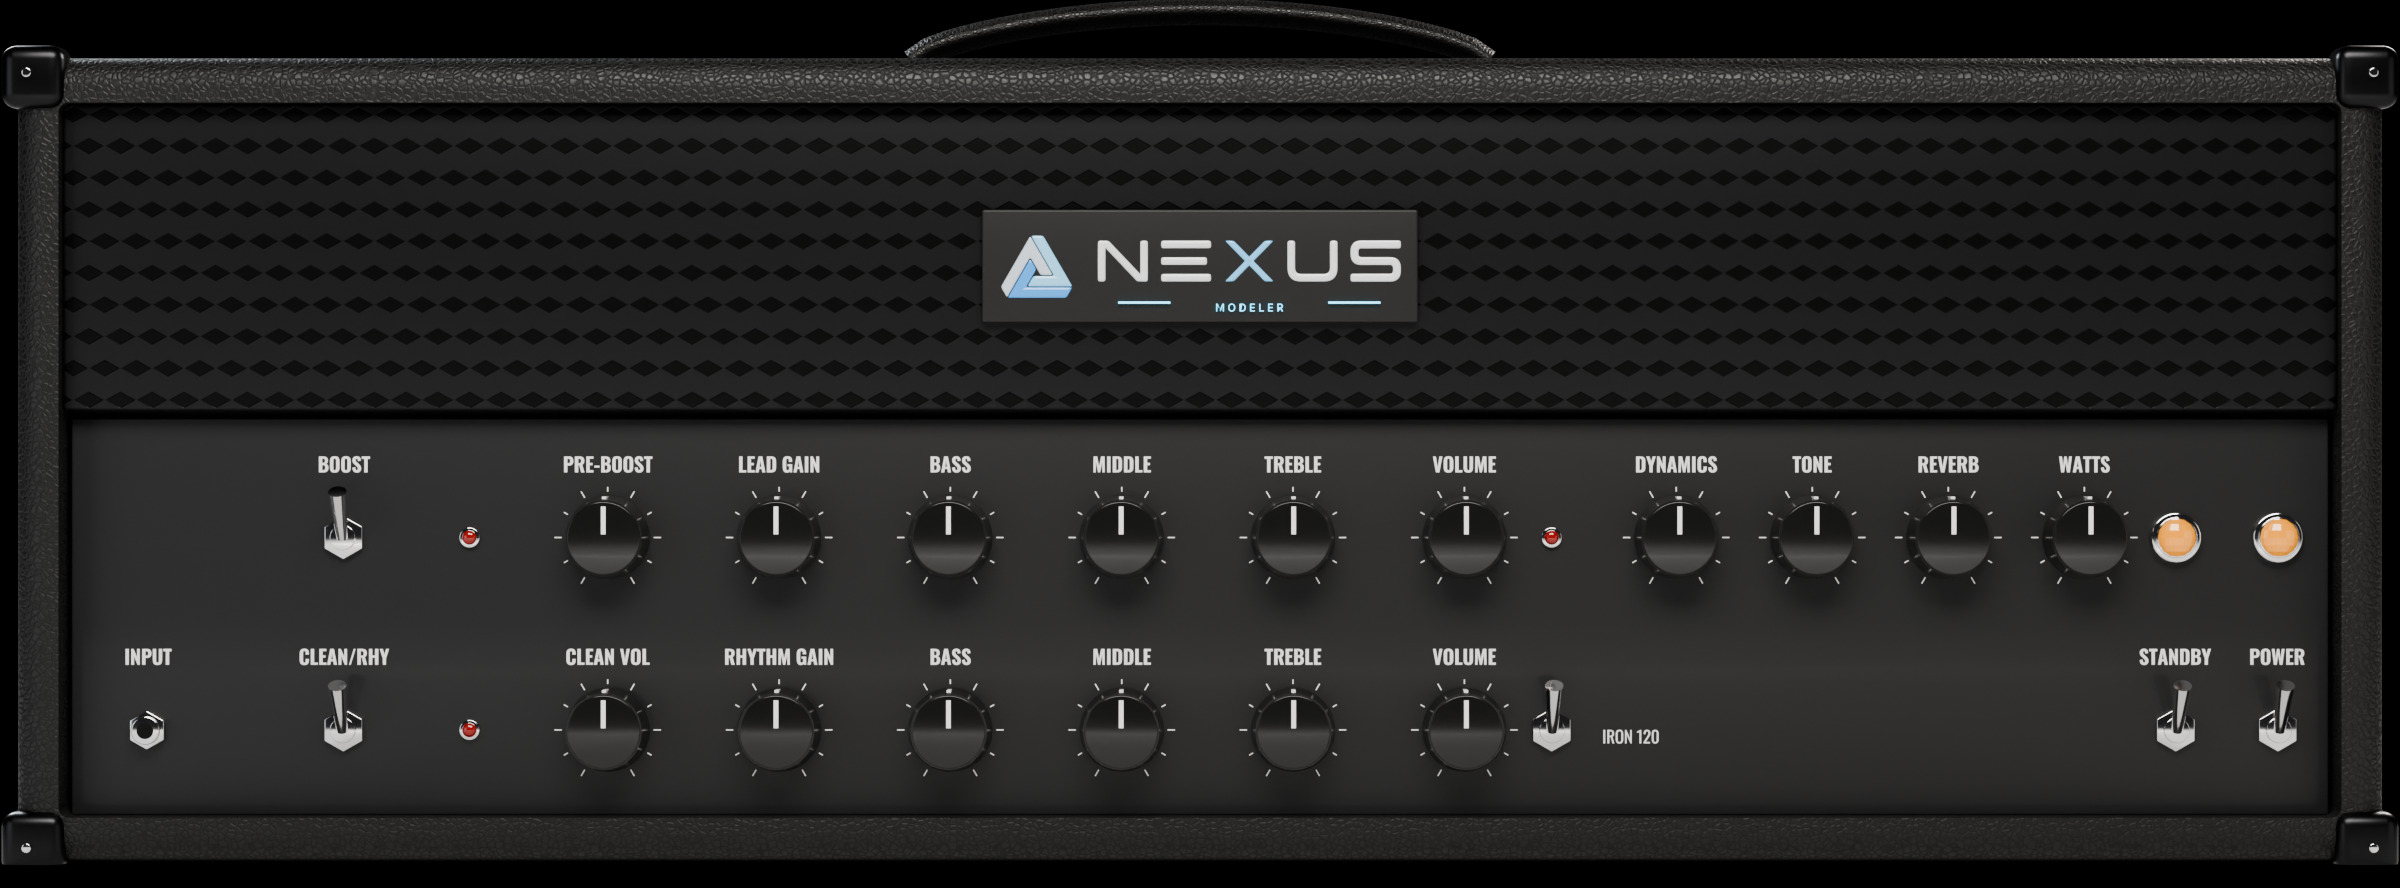 NEXUS
MODELER
BOOST
PRE-BOOST
LEAD GAIN
BASS
MIDDLE
TREBLE
VOLUME
DYNAMICS
TONE
REVERB
WATTS
INPUT
CLEAN/RHY
CLEAN VOL
RHYTHM GAIN
BASS
MIDDLE
TREBLE
VOLUME
STANDBY
POWER
IRON 120